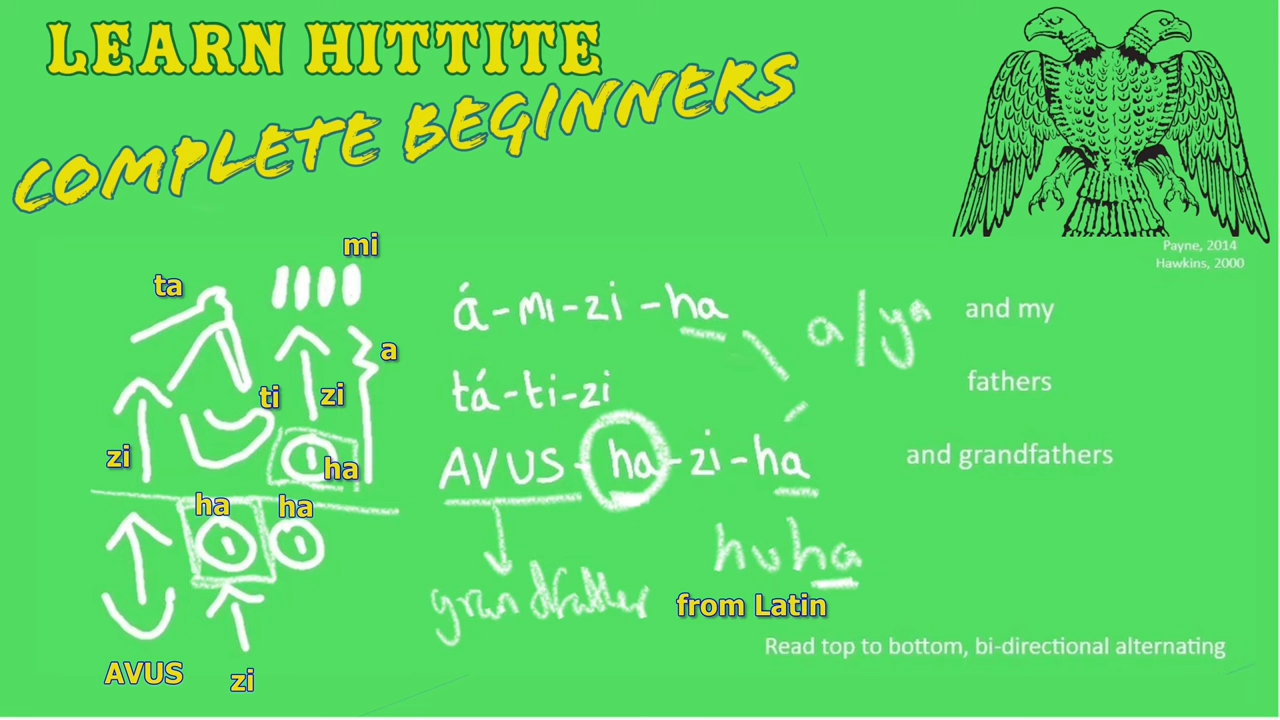 LEARN HITTITE
COMPLETE BEGINNERS
Payne, 2014
Hawkins, 2000
mi
ta
a
ti
zi
zi
ha
ha
ha
AVUS
zi
á-mi-zi-ha
a/ya
and my
tá-ti-zi
fathers
AVUS-ha-zi-há
and grandfathers
huha
grandfather
from Latin
Read top to bottom, bi-directional alternating